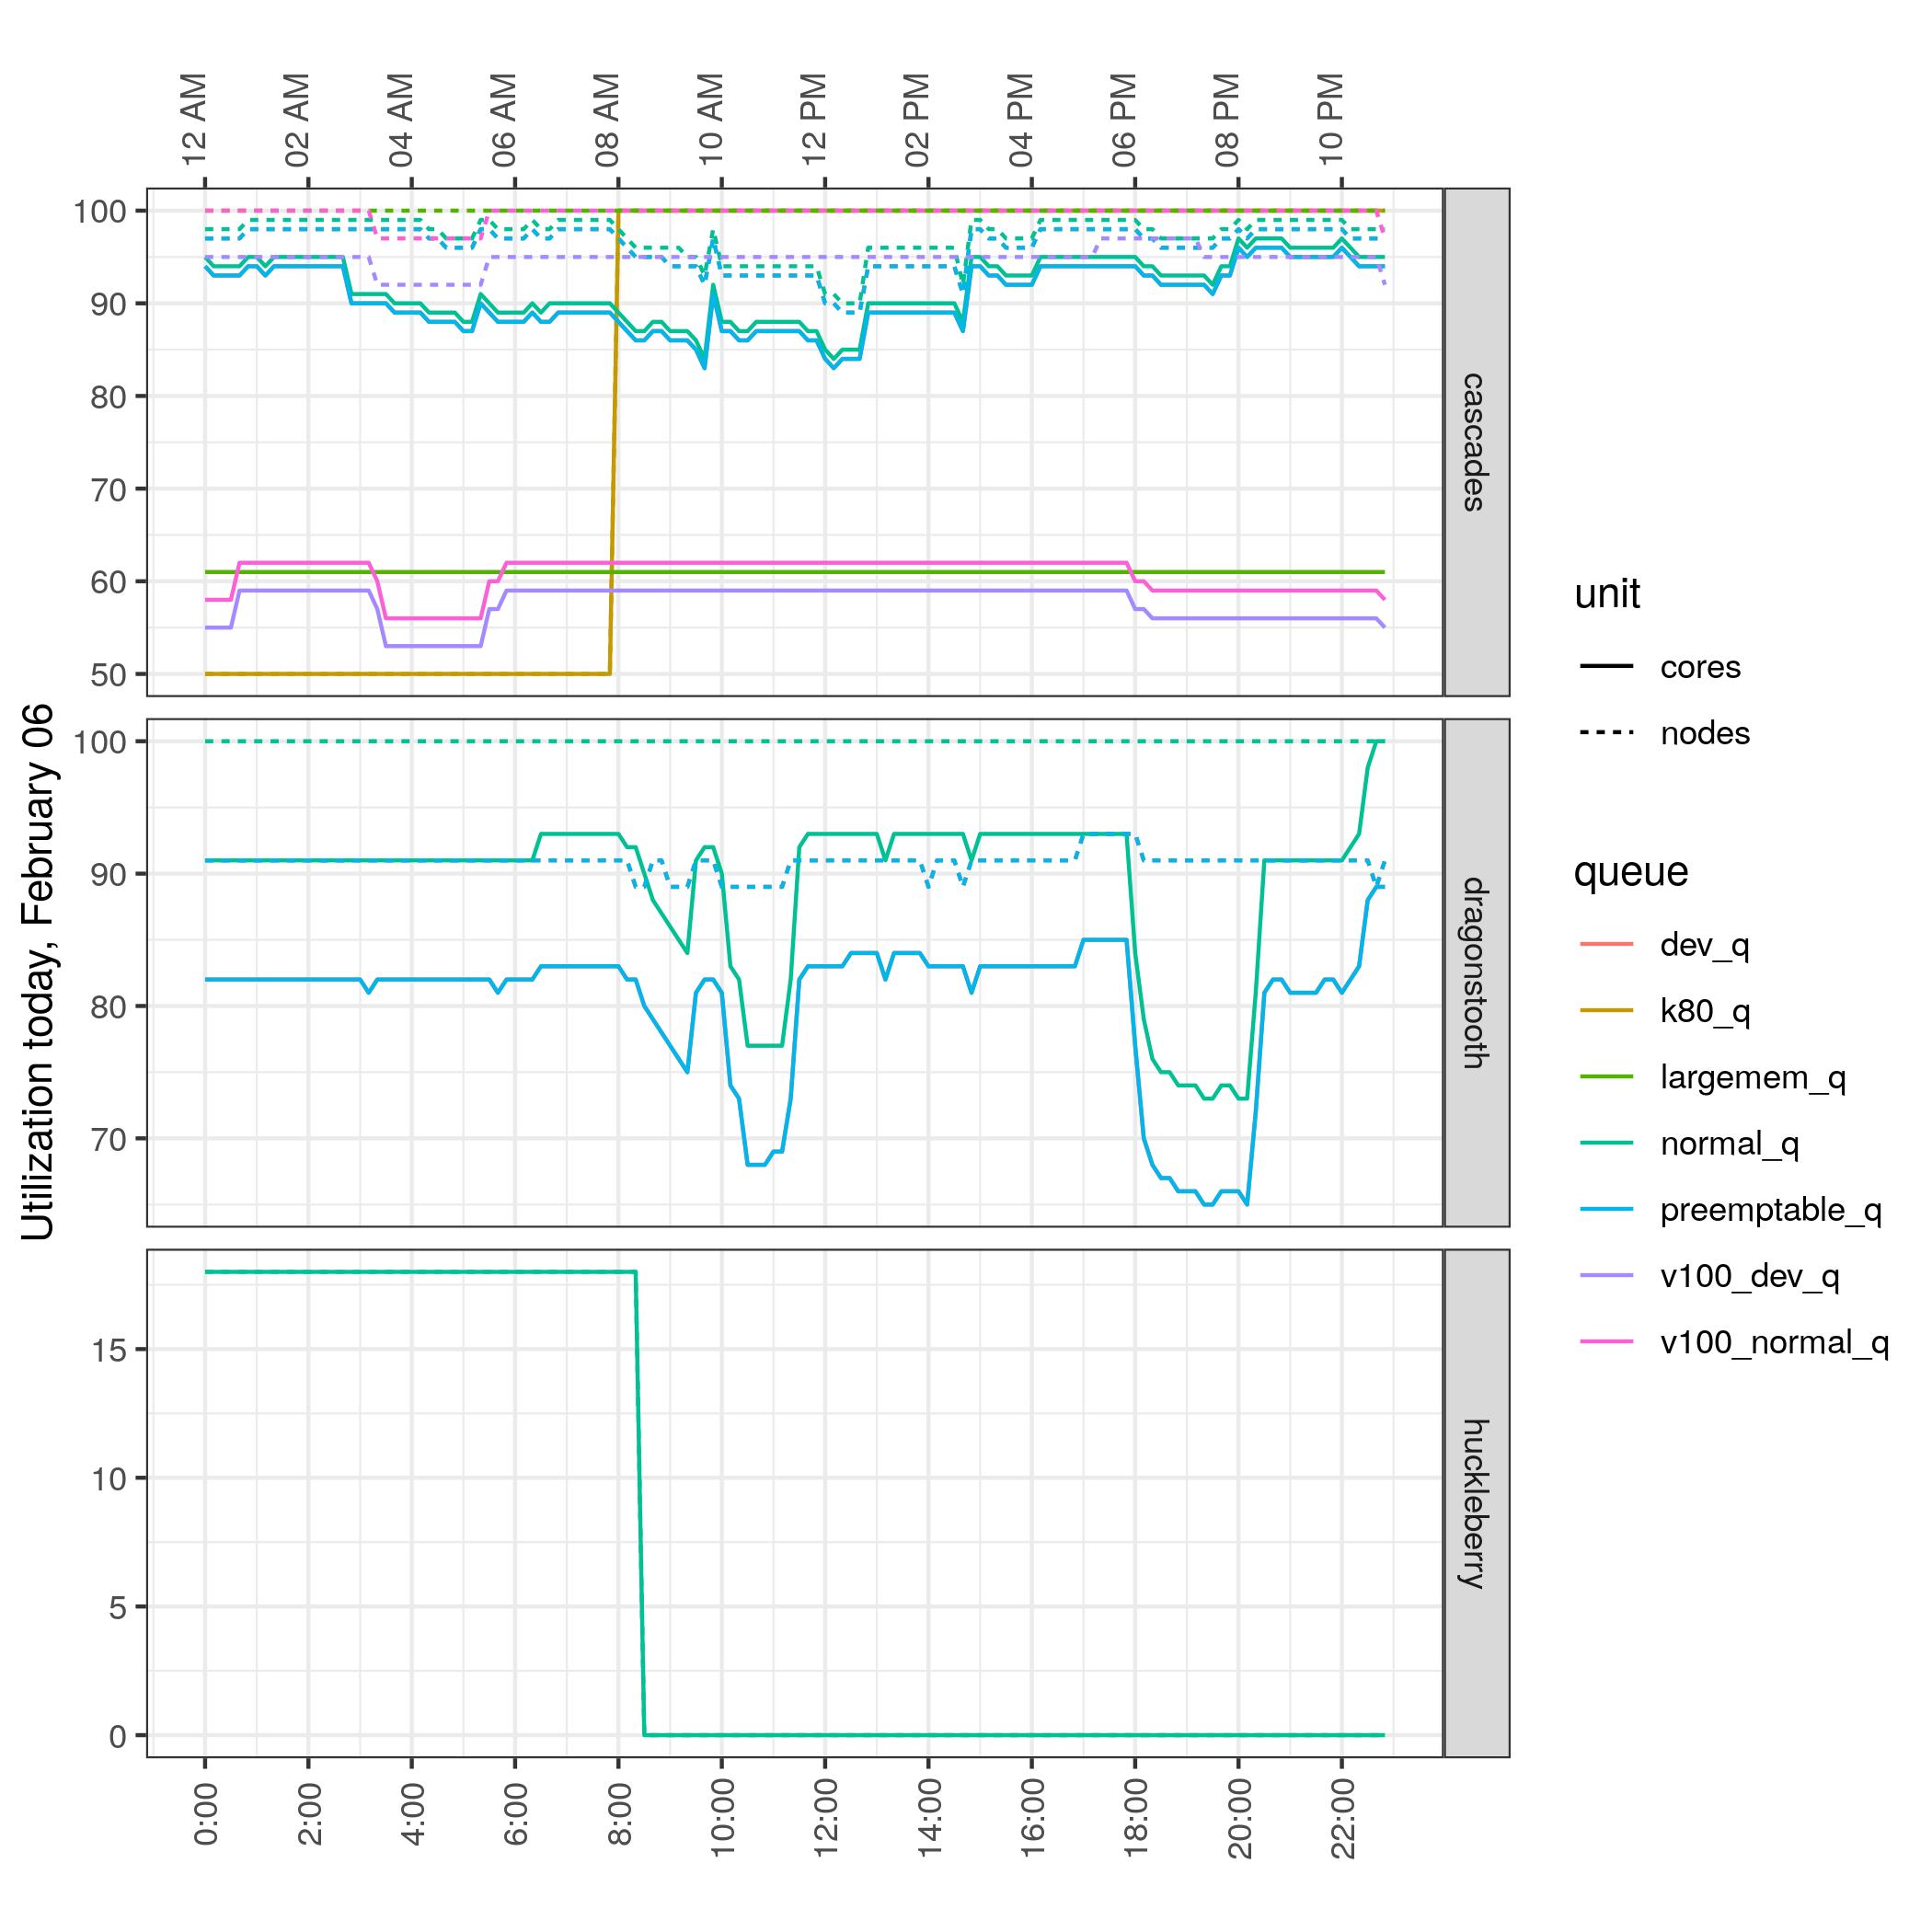 12 AM
02 AM
04 AM
06 AM
08 AM
10 AM
12 PM
02 PM
04 PM
06 PM
08 PM
10 PM
Utilization today, February 06
100
90
80
70
60
50
cascades
100
90
80
70
dragonstooth
15
10
5
0
huckleberry
0:00
2:00
4:00
6:00
8:00
10:00
12:00
14:00
16:00
18:00
20:00
22:00
unit
cores
nodes
queue
dev_q
k80_q
largemem_q
normal_q
preemptable_q
v100_dev_q
v100_normal_q